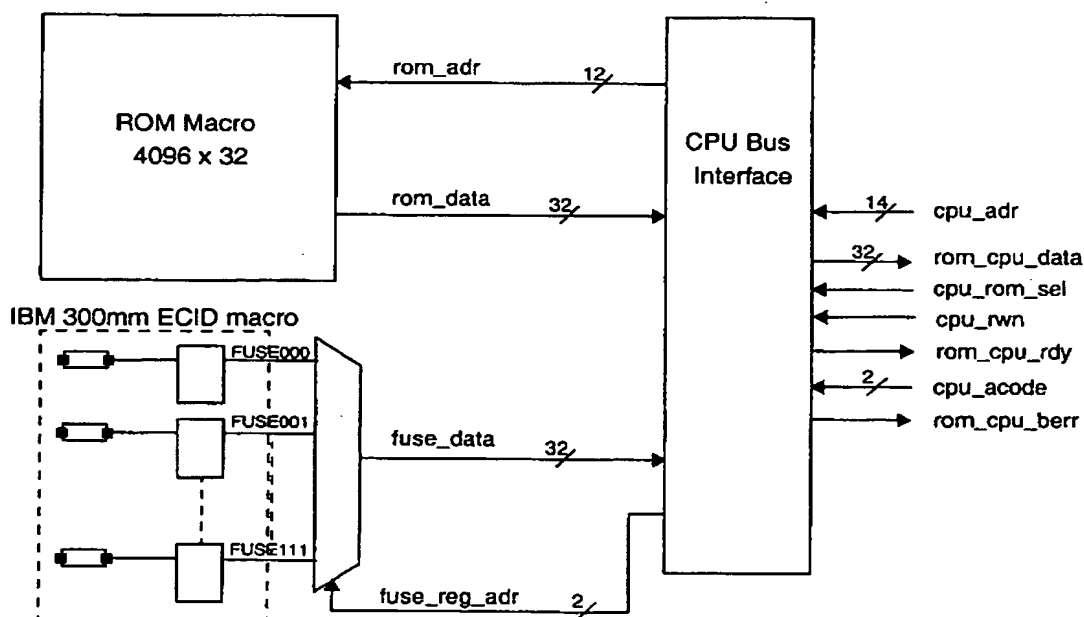 ROM Macro
4096 x 32
rom_adr
12
rom_data
32
CPU Bus
Interface
14
cpu_adr
32
rom_cpu_data
cpu_rom_sel
cpu_rwn
rom_cpu_rdy
2
cpu_acode
rom_cpu_berr
IBM 300mm ECID macro
FUSE000
FUSE001
FUSE111
fuse_data
32
fuse_reg_adr
2